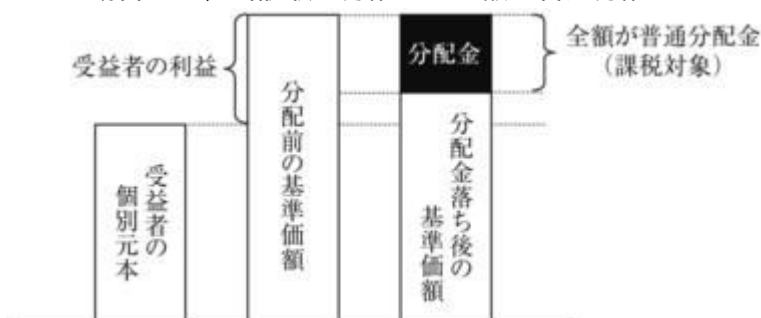 受益者の利益
分配金
全額が普通分配金
（課税対象）
受益者の
個別元本
分配前の基準価額
分配金落ち後の
基準価額